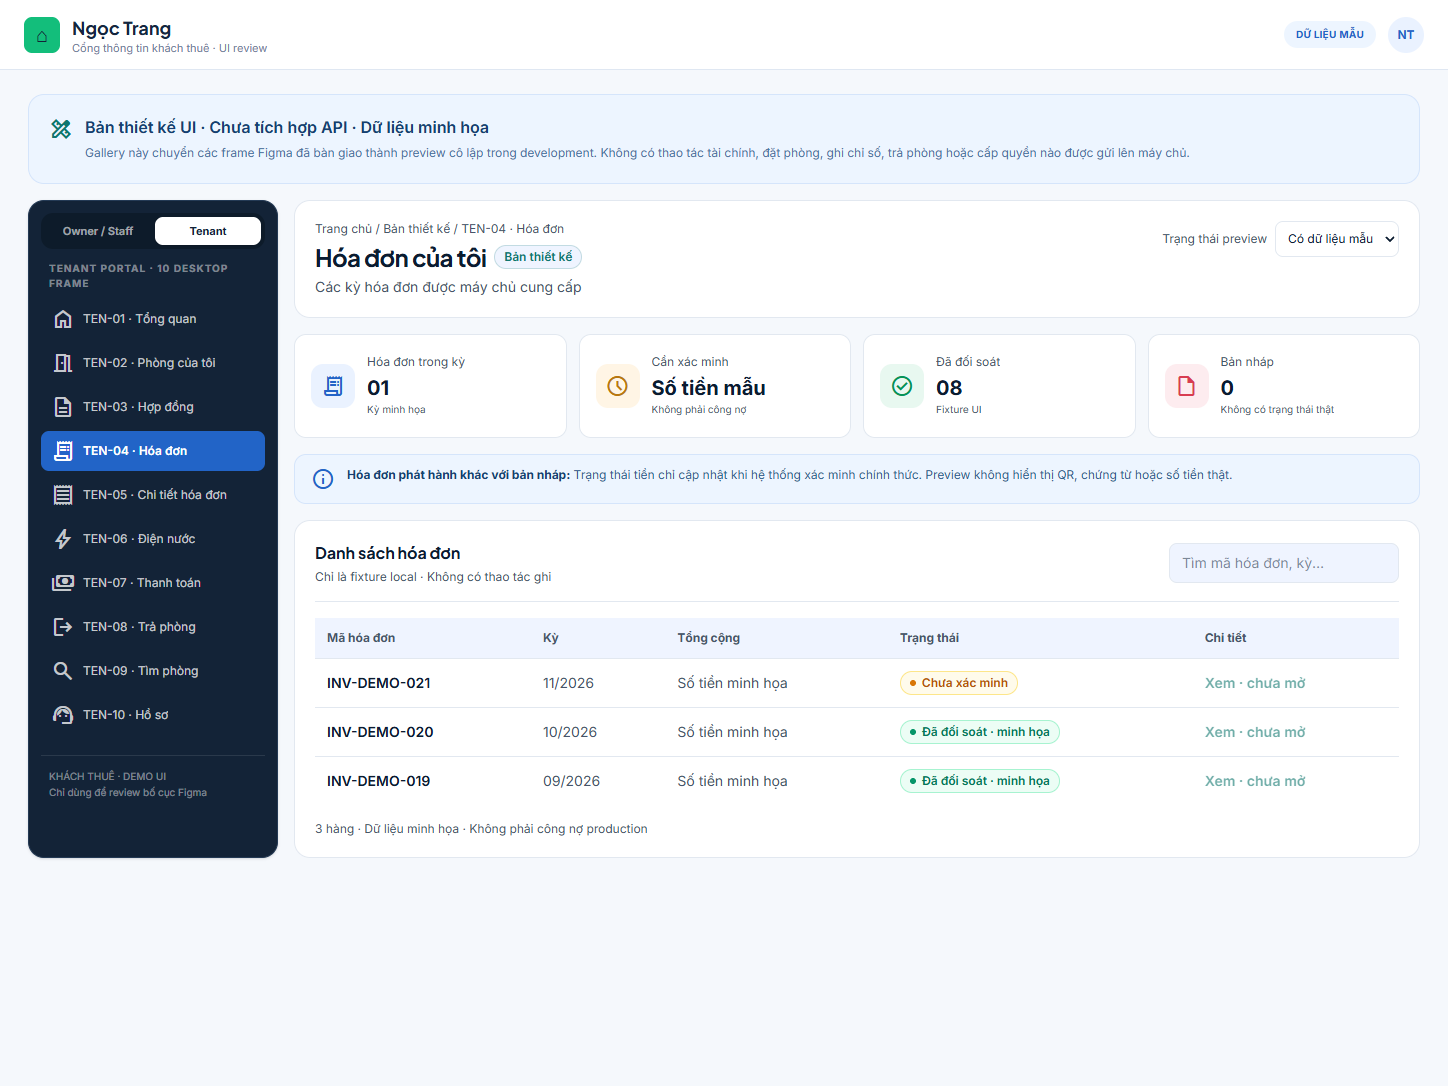 Ngọc Trang
Cổng thông tin khách thuê · UI review
DỮ LIỆU MẪU
NT
Bản thiết kế UI · Chưa tích hợp API · Dữ liệu minh họa
Gallery này chuyển các frame Figma đã bàn giao thành preview cô lập trong development. Không có thao tác tài chính, đặt phòng, ghi chỉ số, trả phòng hoặc cấp quyền nào được gửi lên máy chủ.
Owner / Staff
Tenant
TENANT PORTAL · 10 DESKTOP
FRAME
TEN-01 · Tổng quan
TEN-02 · Phòng của tôi
TEN-03 · Hợp đồng
TEN-04 · Hóa đơn
TEN-05 · Chi tiết hóa đơn
TEN-06 · Điện nước
TEN-07 · Thanh toán
TEN-08 · Trả phòng
TEN-09 · Tìm phòng
TEN-10 · Hồ sơ
KHÁCH THUÊ · DEMO UI
Chỉ dùng để review bố cục Figma
Trang chủ / Bản thiết kế / TEN-04 · Hóa đơn
Hóa đơn của tôi
Bản thiết kế
Các kỳ hóa đơn được máy chủ cung cấp
Trạng thái preview
Có dữ liệu mẫu
Hóa đơn trong kỳ
01
Kỳ minh họa
Cần xác minh
Số tiền mẫu
Không phải công nợ
Đã đối soát
08
Fixture UI
Bản nháp
0
Không có trạng thái thật
Hóa đơn phát hành khác với bản nháp: Trạng thái tiền chỉ cập nhật khi hệ thống xác minh chính thức. Preview không hiển thị QR, chứng từ hoặc số tiền thật.
Danh sách hóa đơn
Chỉ là fixture local · Không có thao tác ghi
Tìm mã hóa đơn, kỳ...
Mã hóa đơn Kỳ Tổng cộng Trạng thái Chi tiết
INV-DEMO-021 11/2026 Số tiền minh họa Chưa xác minh Xem · chưa mở
INV-DEMO-020 10/2026 Số tiền minh họa Đã đối soát · minh họa Xem · chưa mở
INV-DEMO-019 09/2026 Số tiền minh họa Đã đối soát · minh họa Xem · chưa mở
3 hàng · Dữ liệu minh họa · Không phải công nợ production